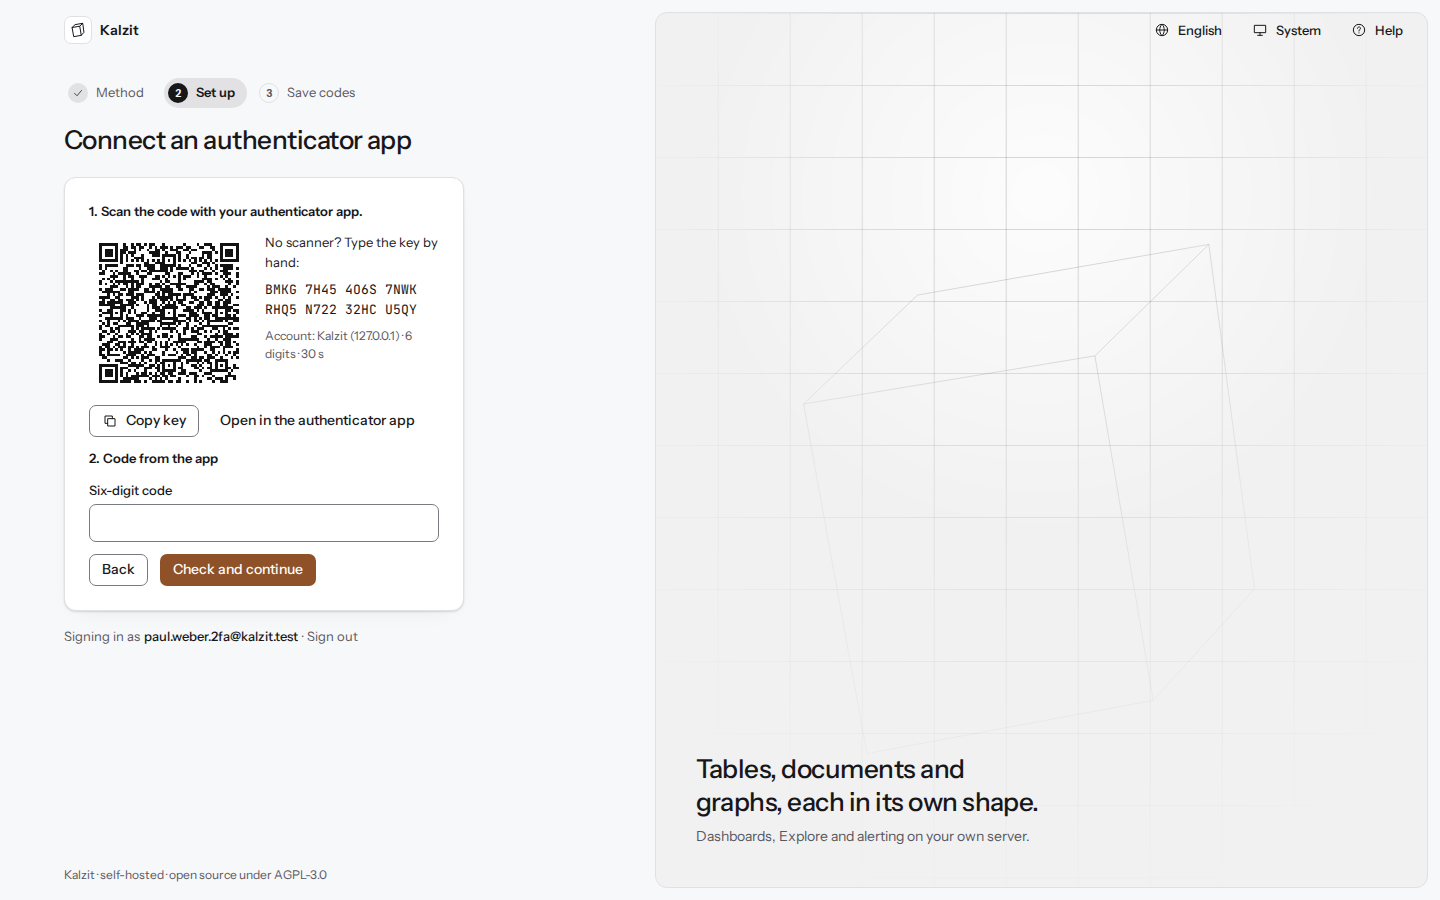 Kalzit
English
System
Help
Method
2 Set up
3 Save codes
Connect an authenticator app
1. Scan the code with your authenticator app.
No scanner? Type the key by
hand:
BMKG 7H45 4O6S 7NWK
RHQ5 N722 32HC U5QY
Account: Kalzit (127.0.0.1) · 6
digits · 30 s
Copy key
Open in the authenticator app
2. Code from the app
Six-digit code
Back
Check and continue
Signing in as paul.weber.2fa@kalzit.test · Sign out
Tables, documents and
graphs, each in its own shape.
Dashboards, Explore and alerting on your own server.
Kalzit · self-hosted · open source under AGPL-3.0